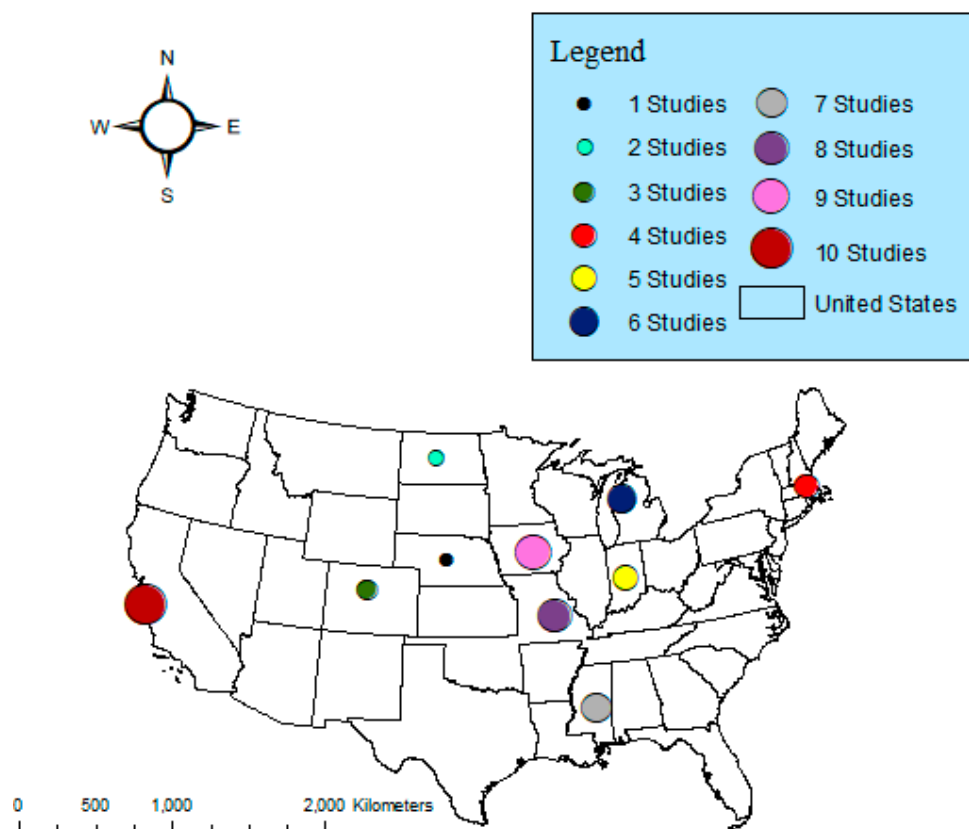 N
W E
S
Legend
1 Studies
2 Studies
3 Studies
4 Studies
5 Studies
6 Studies
7 Studies
8 Studies
9 Studies
10 Studies
United States
0 500 1,000 2,000 Kilometers